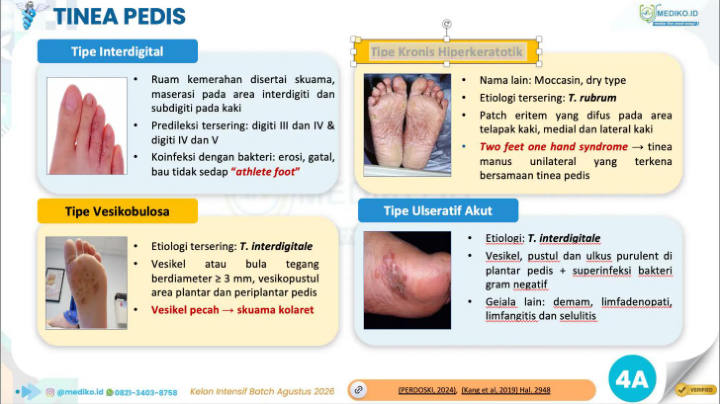 TINEA PEDIS
MEDIKO.ID
Tipe Interdigital
• Ruam kemerahan disertai skuama,
maserasi pada area interdigiti dan
subdigiti pada kaki
• Predileksi tersering: digiti III dan IV &
digiti IV dan V
• Koinfeksi dengan bakteri: erosi, gatal,
bau tidak sedap “athlete foot”
Tipe Kronis Hiperkeratotik
• Nama lain: Moccasin, dry type
• Etiologi tersering: T. rubrum
• Patch eritem yang difus pada area
telapak kaki, medial dan lateral kaki
• Two feet one hand syndrome → tinea
manus unilateral yang terkena
bersamaan tinea pedis
Tipe Vesikobulosa
• Etiologi tersering: T. interdigitale
• Vesikel atau bula tegang
berdiameter ≥ 3 mm, vesikopustul
area plantar dan periplantar pedis
• Vesikel pecah → skuama kolaret
Tipe Ulseratif Akut
• Etiologi: T. interdigitale
• Vesikel, pustul dan ulkus purulent di
plantar pedis + superinfeksi bakteri
gram negatif
• Gejala lain: demam, limfadenopati,
limfangitis dan selulitis
@mediko.id 0821-3403-8758 Kelan Intensif Batch Agustus 2026
(PERDOSKI, 2024), (Kang et al, 2019) Hal. 2948
4A
VERIFIED